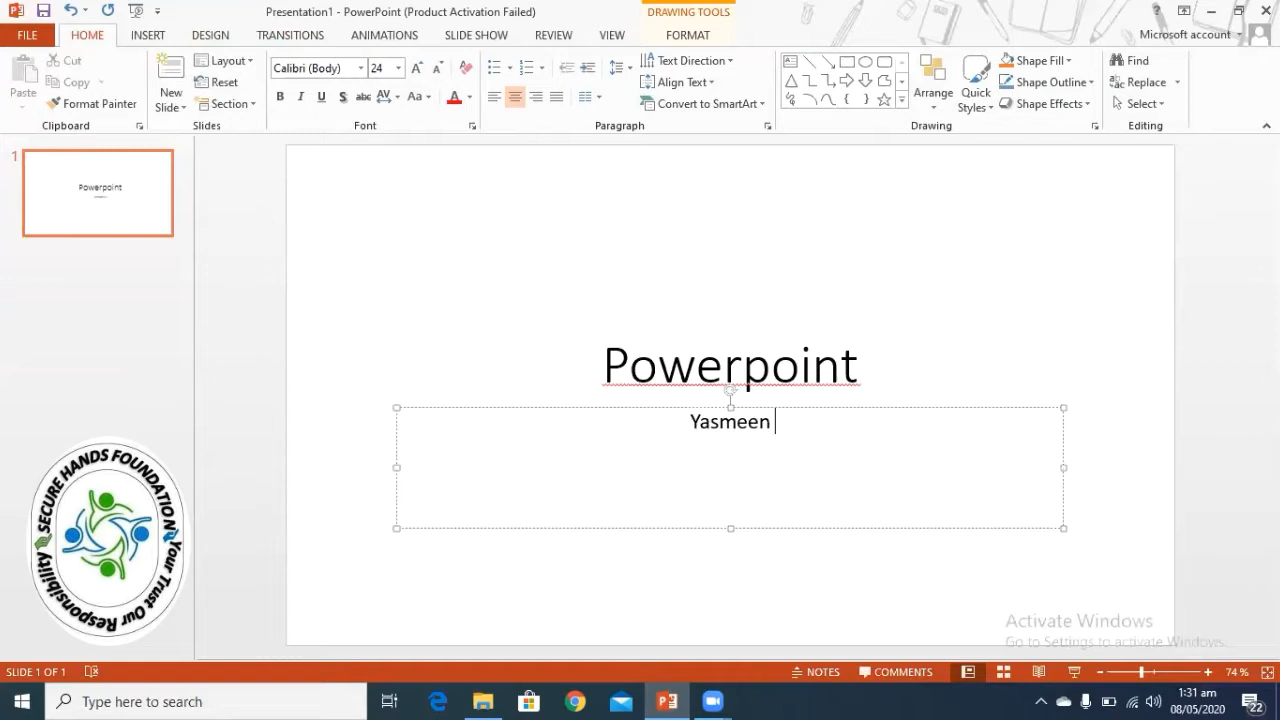 Presentation1 - PowerPoint (Product Activation Failed)
DRAWING TOOLS
?
FILE
HOME
INSERT
DESIGN
TRANSITIONS
ANIMATIONS
SLIDE SHOW
REVIEW
VIEW
FORMAT
Microsoft account
Paste
Cut
Copy
Format Painter
Clipboard
New
Slide
Layout
Reset
Section
Slides
Calibri (Body)
24
B I U S abc AV Aa A
Font
Text Direction
Align Text
Convert to SmartArt
Paragraph
Arrange
Quick
Styles
Shape Fill
Shape Outline
Shape Effects
Drawing
Find
Replace
Select
Editing
1
Powerpoint
Powerpoint
Yasmeen
SECURE HANDS FOUNDATION
Your Trust Our Responsibility
Activate Windows
Go to Settings to activate Windows.
SLIDE 1 OF 1
NOTES
COMMENTS
74 %
Type here to search
1:31 am
08/05/2020
22